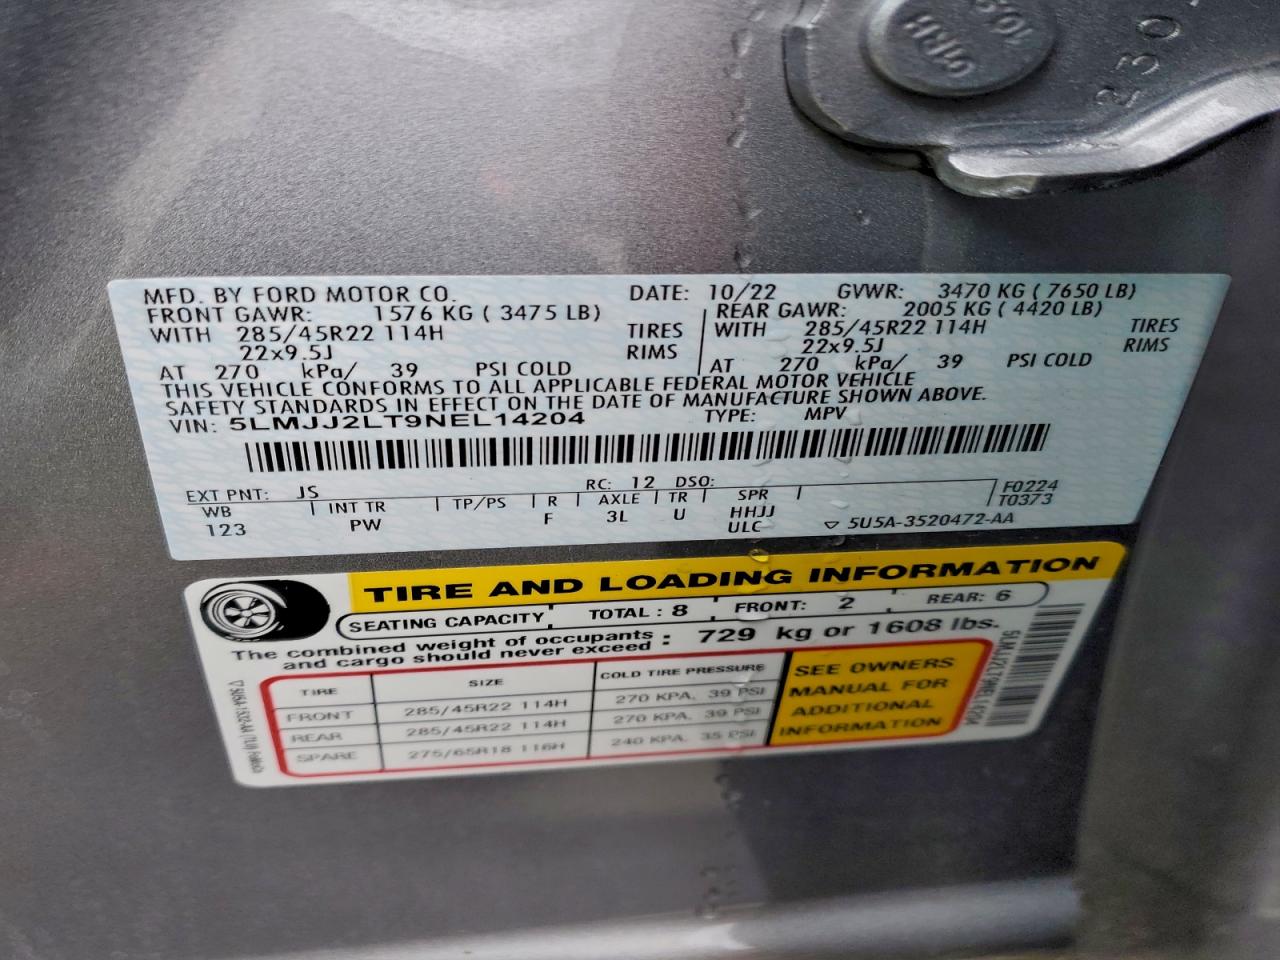 GRB
169
230
MFD. BY FORD MOTOR CO. DATE: 10/22 GVWR: 3470 KG ( 7650 LB)
FRONT GAWR: 1576 KG ( 3475 LB) REAR GAWR: 2005 KG ( 4420 LB)
WITH 285/45R22 114H TIRES WITH 285/45R22 114H TIRES
22x9.5J RIMS 22x9.5J RIMS
AT 270 kPa/ 39 PSI COLD AT 270 kPa/ 39 PSI COLD
THIS VEHICLE CONFORMS TO ALL APPLICABLE FEDERAL MOTOR VEHICLE
SAFETY STANDARDS IN EFFECT ON THE DATE OF MANUFACTURE SHOWN ABOVE.
VIN: 5LMJJ2LT9NEL14204 TYPE: MPV
EXT PNT: JS RC: 12 DSO: F0224
WB INT TR TP/PS R AXLE TR SPR T0373
123 PW F 3L U HHJJ
ULC ▽ 5U5A-3520472-AA
TIRE AND LOADING INFORMATION
SEATING CAPACITY TOTAL : 8 FRONT: 2 REAR: 6
The combined weight of occupants and cargo should never exceed : 729 kg or 1608 lbs.
TIRE SIZE COLD TIRE PRESSURE
FRONT 285/45R22 114H 270 KPA, 39 PSI
REAR 285/45R22 114H 270 KPA, 39 PSI
SPARE 275/65R18 116H 240 KPA, 35 PSI
SEE OWNERS
MANUAL FOR
ADDITIONAL
INFORMATION
5LMJJ2LT9NEL14204